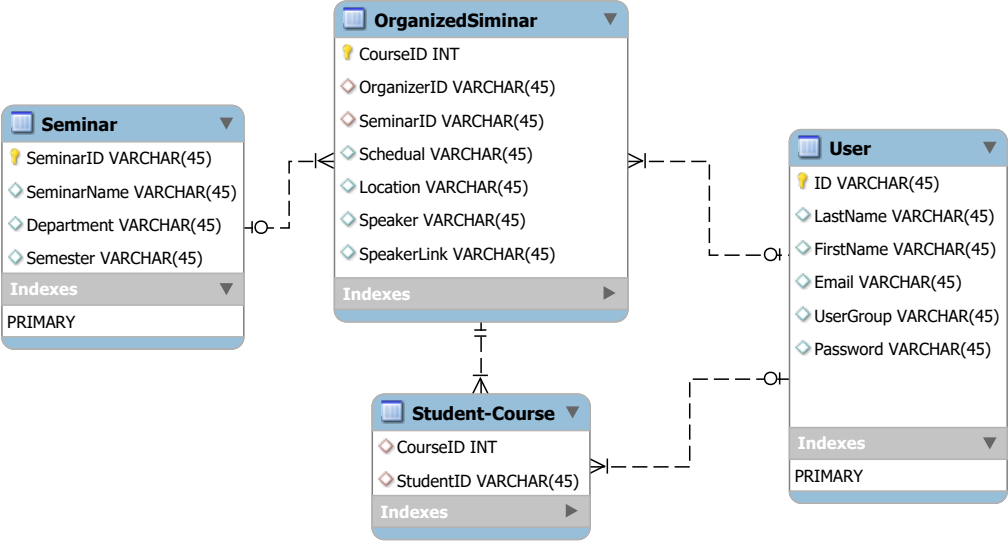 OrganizedSiminar
CourseID INT
OrganizerID VARCHAR(45)
SeminarID VARCHAR(45)
Schedual VARCHAR(45)
Location VARCHAR(45)
Speaker VARCHAR(45)
SpeakerLink VARCHAR(45)
Indexes
Seminar
SeminarID VARCHAR(45)
SeminarName VARCHAR(45)
Department VARCHAR(45)
Semester VARCHAR(45)
Indexes
PRIMARY
User
ID VARCHAR(45)
LastName VARCHAR(45)
FirstName VARCHAR(45)
Email VARCHAR(45)
UserGroup VARCHAR(45)
Password VARCHAR(45)
Indexes
PRIMARY
Student-Course
CourseID INT
StudentID VARCHAR(45)
Indexes